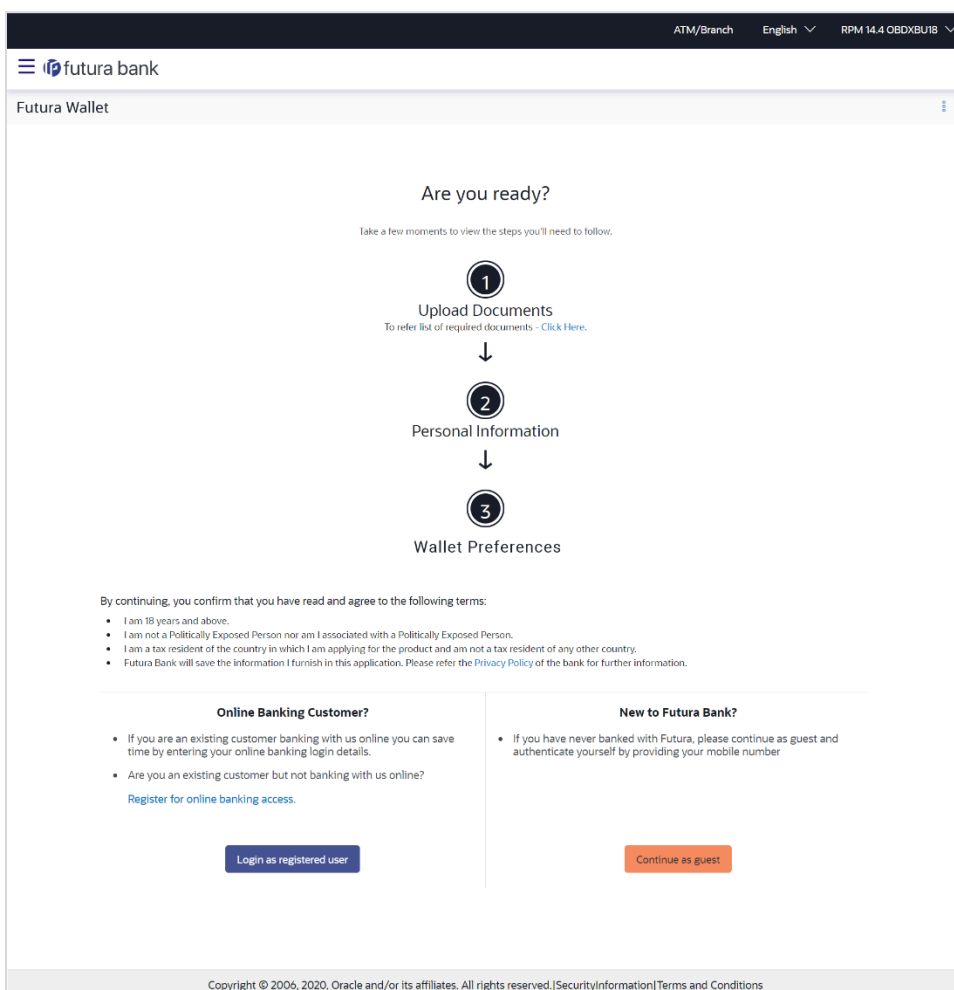 ATM/Branch English RPM 14.4 OBDXBU18
futura bank
Futura Wallet
Are you ready?
Take a few moments to view the steps you'll need to follow.
1
Upload Documents
To refer list of required documents - Click Here.
2
Personal Information
3
Wallet Preferences
By continuing, you confirm that you have read and agree to the following terms:
• I am 18 years and above.
• I am not a Politically Exposed Person nor am I associated with a Politically Exposed Person.
• I am a tax resident of the country in which I am applying for the product and am not a tax resident of any other country.
• Futura Bank will save the information I furnish in this application. Please refer the Privacy Policy of the bank for further information.
Online Banking Customer?
• If you are an existing customer banking with us online you can save
time by entering your online banking login details.
• Are you an existing customer but not banking with us online?
Register for online banking access.
Login as registered user
New to Futura Bank?
• If you have never banked with Futura, please continue as guest and
authenticate yourself by providing your mobile number
Continue as guest
Copyright © 2006, 2020, Oracle and/or its affiliates. All rights reserved.|SecurityInformation|Terms and Conditions